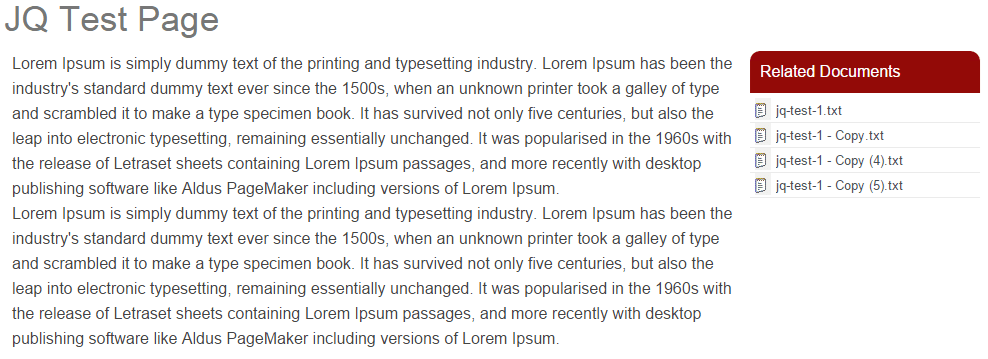 JQ Test Page
Lorem Ipsum is simply dummy text of the printing and typesetting industry. Lorem Ipsum has been the
industry's standard dummy text ever since the 1500s, when an unknown printer took a galley of type
and scrambled it to make a type specimen book. It has survived not only five centuries, but also the
leap into electronic typesetting, remaining essentially unchanged. It was popularised in the 1960s with
the release of Letraset sheets containing Lorem Ipsum passages, and more recently with desktop
publishing software like Aldus PageMaker including versions of Lorem Ipsum.
Lorem Ipsum is simply dummy text of the printing and typesetting industry. Lorem Ipsum has been the
industry's standard dummy text ever since the 1500s, when an unknown printer took a galley of type
and scrambled it to make a type specimen book. It has survived not only five centuries, but also the
leap into electronic typesetting, remaining essentially unchanged. It was popularised in the 1960s with
the release of Letraset sheets containing Lorem Ipsum passages, and more recently with desktop
publishing software like Aldus PageMaker including versions of Lorem Ipsum.
Related Documents
jq-test-1.txt
jq-test-1 - Copy.txt
jq-test-1 - Copy (4).txt
jq-test-1 - Copy (5).txt